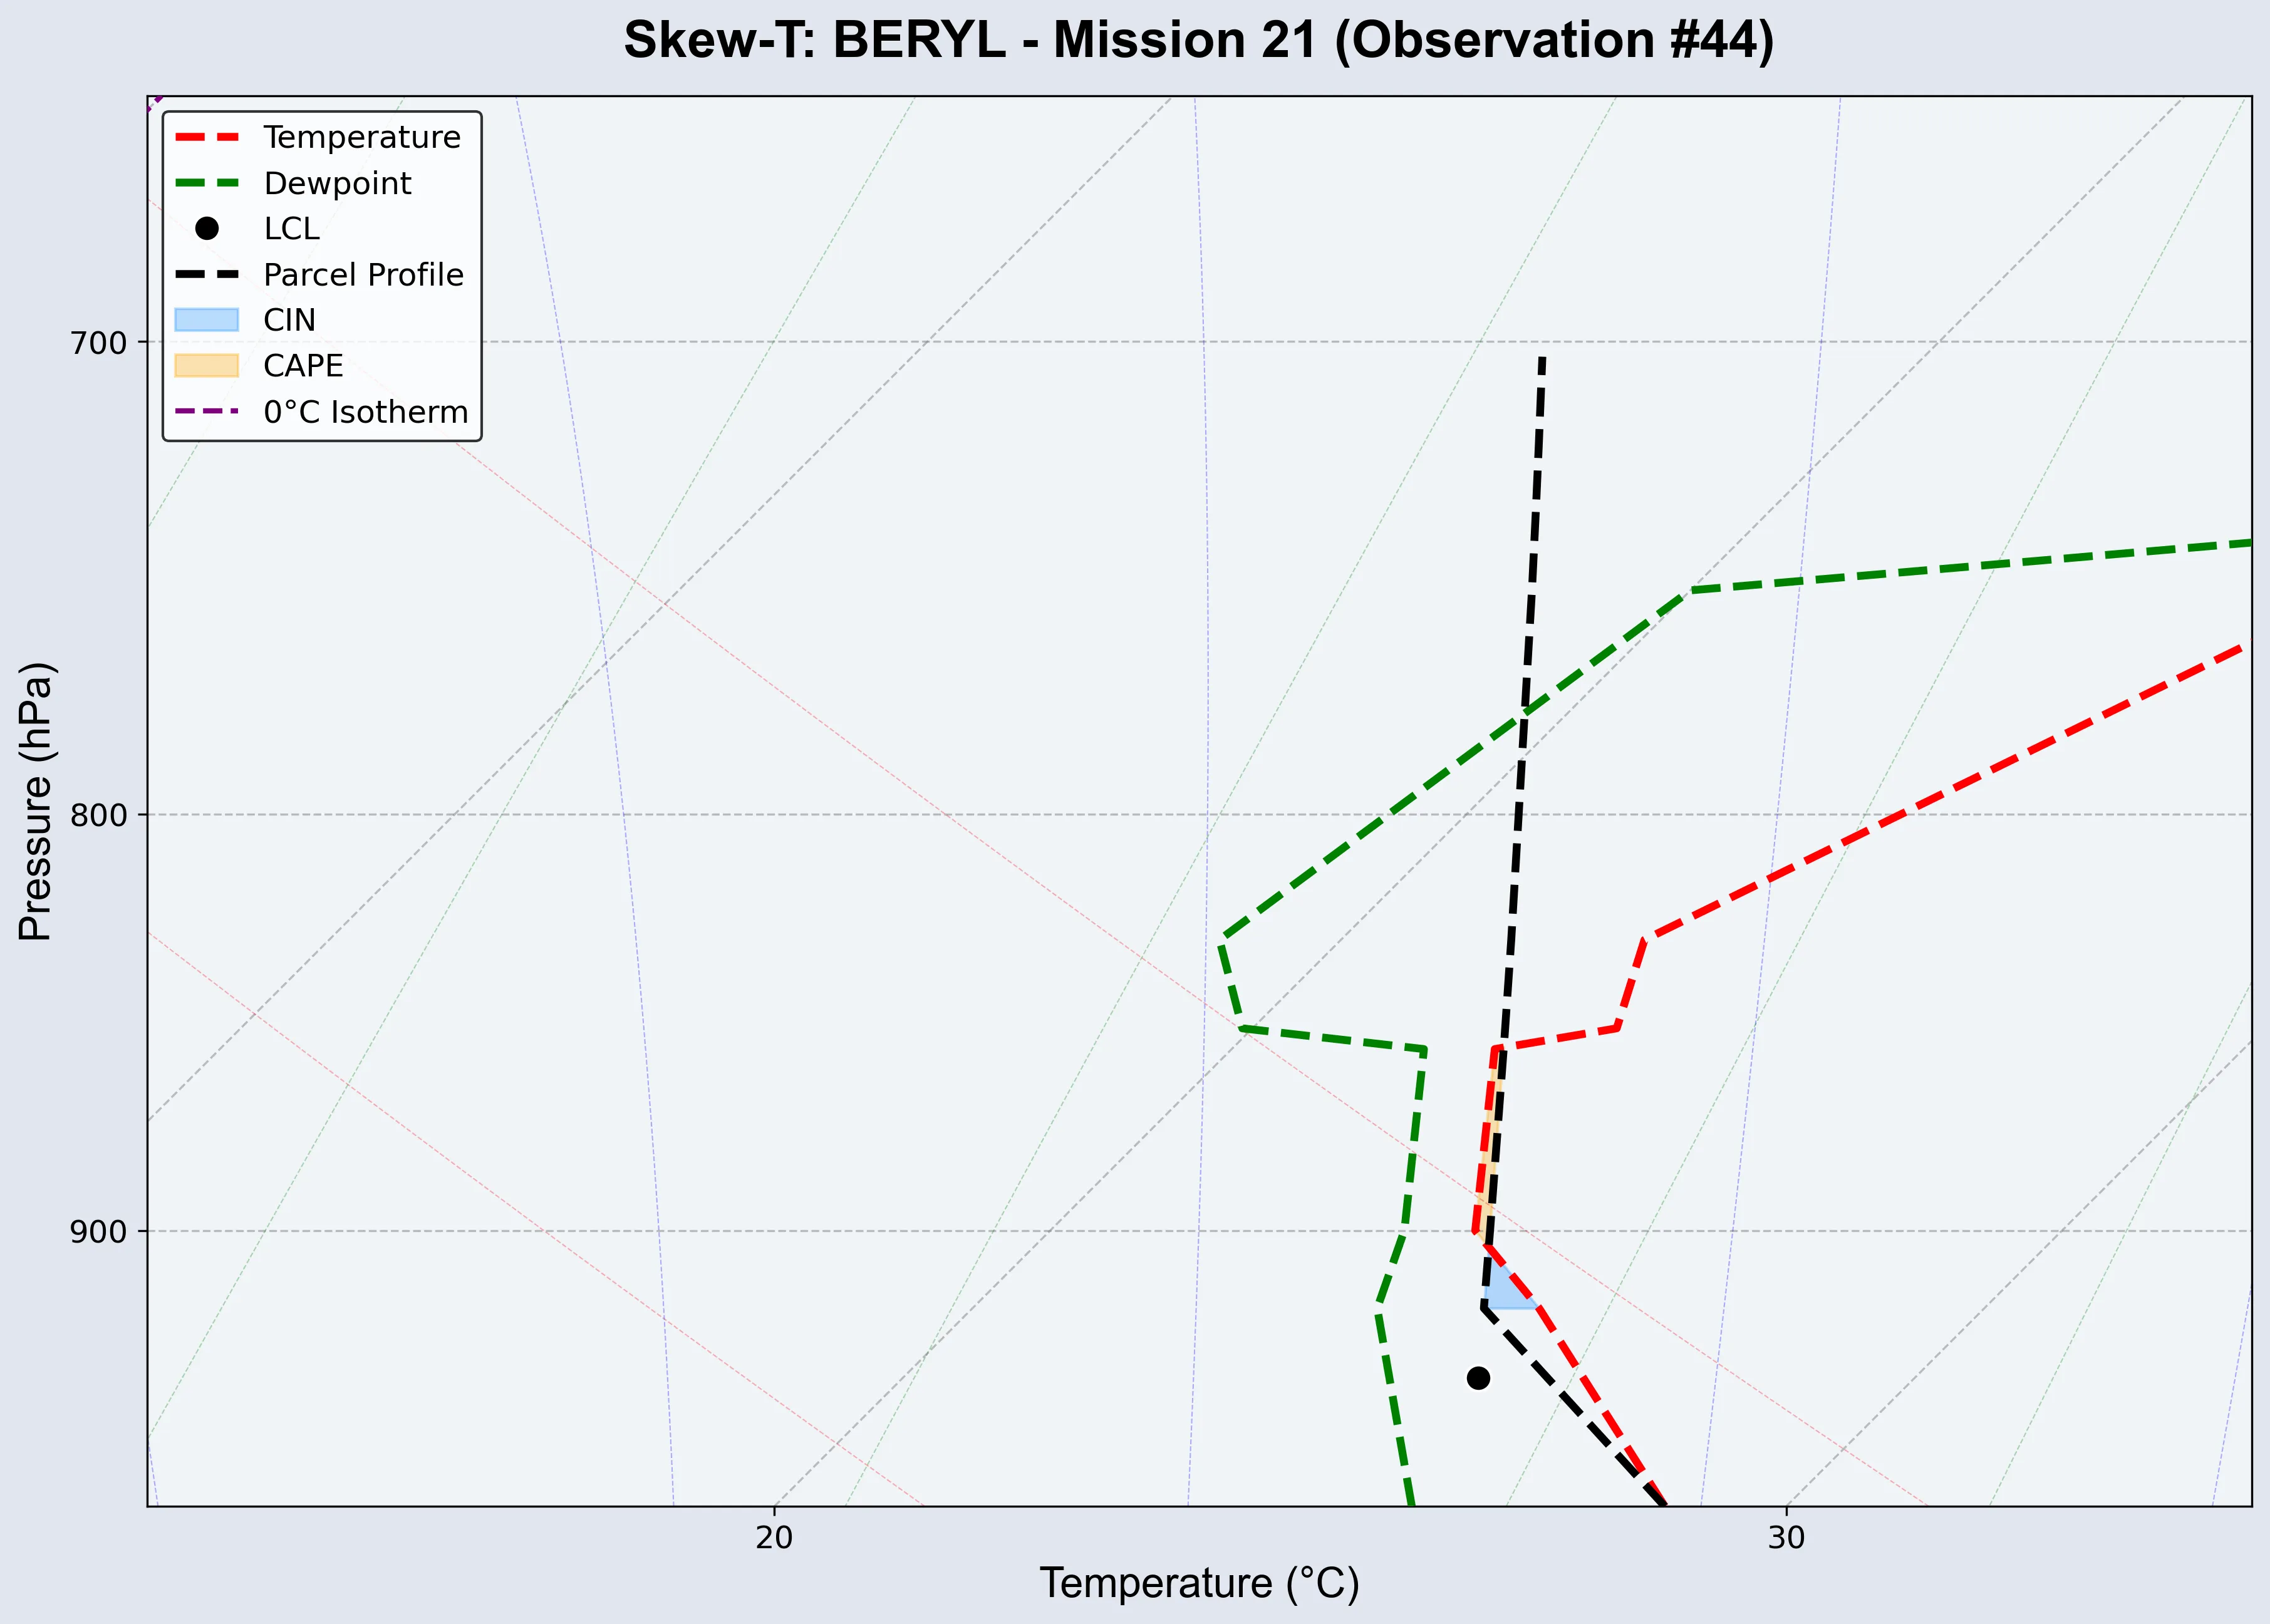 Skew-T: BERYL - Mission 21 (Observation #44)
Temperature
Dewpoint
LCL
Parcel Profile
CIN
CAPE
0°C Isotherm
700
800
900
Pressure (hPa)
20
30
Temperature (°C)